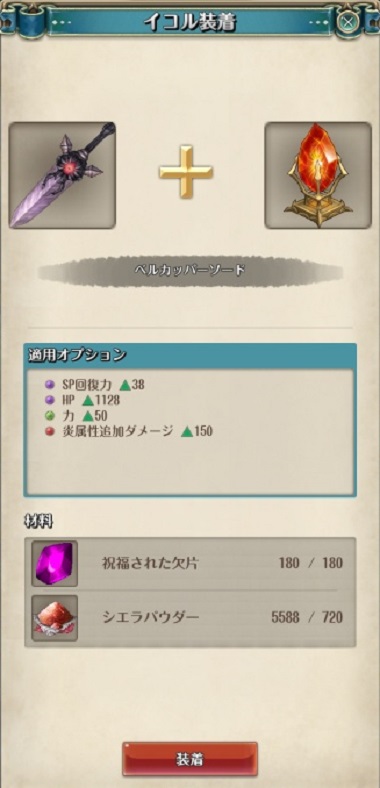 イコル装着
ベルカッパーソード
適用オプション
SP回復力 ▲38
HP ▲1128
力 ▲50
炎属性追加ダメージ ▲150
材料
祝福された欠片 180 / 180
シエラパウダー 5588 / 720
装着